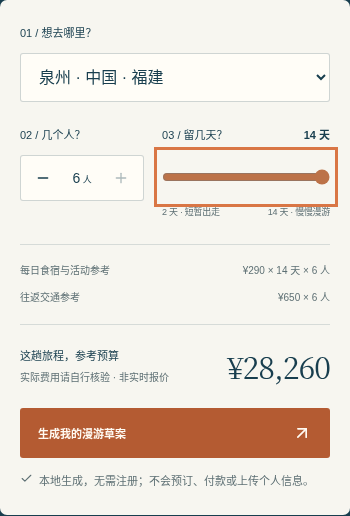 01 / 想去哪里?
泉州 · 中国 · 福建
02 / 几个人?
03 / 留几天?
14 天
− 6 人 +
2 天 · 短暂出走
14 天 · 慢慢漫游
每日食宿与活动参考
¥290 × 14 天 × 6 人
往返交通参考
¥650 × 6 人
这趟旅程，参考预算
实际费用请自行核验 · 非实时报价
¥28,260
生成我的漫游草案
本地生成，无需注册；不会预订、付款或上传个人信息。